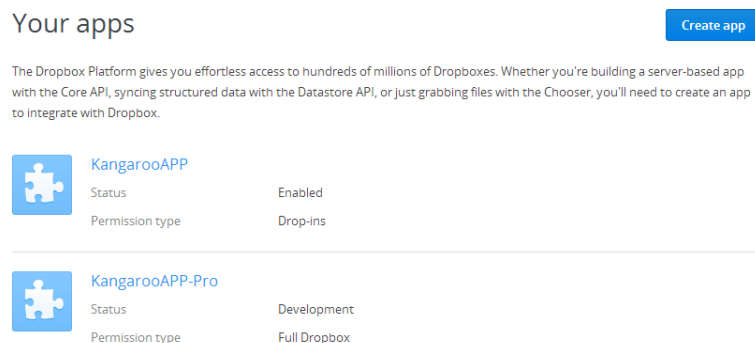 Your apps
Create app
The Dropbox Platform gives you effortless access to hundreds of millions of Dropboxes. Whether you're building a server-based app
with the Core API, syncing structured data with the Datastore API, or just grabbing files with the Chooser, you'll need to create an app
to integrate with Dropbox.
KangarooAPP
Status Enabled
Permission type Drop-ins
KangarooAPP-Pro
Status Development
Permission type Full Dropbox